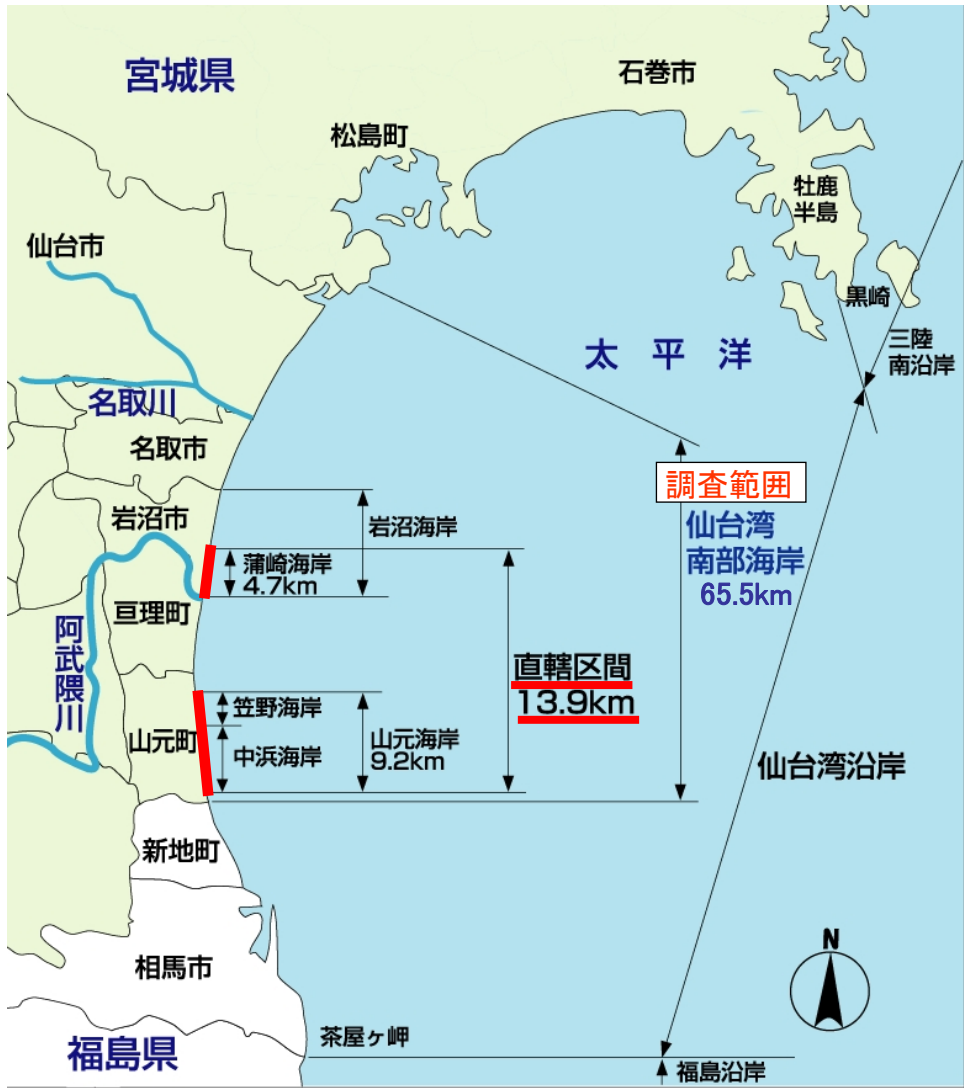 宮城県
石巻市
松島町
牡鹿
半島
仙台市
黒崎
三陸
南沿岸
太 平 洋
名取川
名取市
調査範囲
岩沼市
岩沼海岸
仙台湾
南部海岸
65.5km
蒲崎海岸
4.7km
亘理町
阿武隈川
直轄区間
13.9km
笠野海岸
山元町
中浜海岸
山元海岸
9.2km
仙台湾沿岸
新地町
相馬市
N
茶屋ヶ岬
福島県
福島沿岸